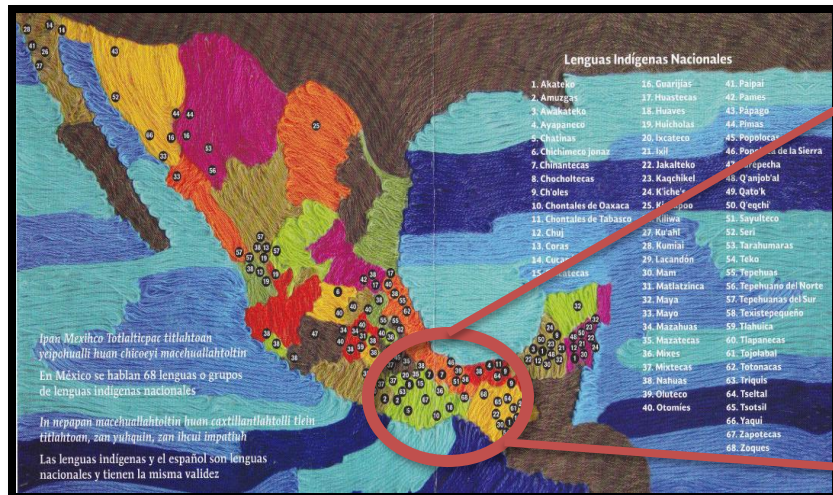 Lenguas Indígenas Nacionales
1. Akateko
2. Amuzgas
3. Awakateko
4. Ayapaneco
5. Chatinas
6. Chichimeco Jonaz
7. Chinantecas
8. Chocholtecas
9. Ch'oles
10. Chontales de Oaxaca
11. Chontales de Tabasco
12. Chuj
13. Coras
14.
15.
16. Guarijías
17. Huastecas
18. Huaves
19. Huicholas
20. Ixcateco
21. Ixil
22. Jakalteko
23. Kaqchikel
24. K'iche's
25.
26. Kiliwa
27. Ku'ahl
28. Kumiai
29. Lacandón
30. Mam
31. Matlatzinca
32. Maya
33. Mayo
34. Mazahuas
35. Mazatecas
36. Mixes
37. Mixtecas
38. Nahuas
39. Oluteco
40. Otomíes
41. Paipai
42. Pames
43. Pápago
44. Pimas
45. Popolocas
46. de la Sierra
47.
48. Q'anjob'al
49. Qato'k
50. Q'eqchi'
51. Sayulteco
52. Seri
53. Tarahumaras
54. Teko
55. Tepehuas
56. Tepehuano del Norte
57. Tepehuanas del Sur
58. Texistepequeño
59. Tlahuica
60. Tlapanecas
61. Tojolabal
62. Totonacas
63. Triquis
64. Tseltal
65. Tsotsil
66. Yaqui
67. Zapotecas
68. Zoques
Ipan Mexihco Totlalticpac titlahtoan
yeipohualli huan chicoeyi macehuallahtoltin
En México se hablan 68 lenguas o grupos
de lenguas indígenas nacionales
In nepapan macehuallahtoltin huan caxtillantlahtolli tlein
titlahtoan, zan yuhquin, zan ihcui impatiuh
Las lenguas indígenas y el español son lenguas
nacionales y tienen la misma validez